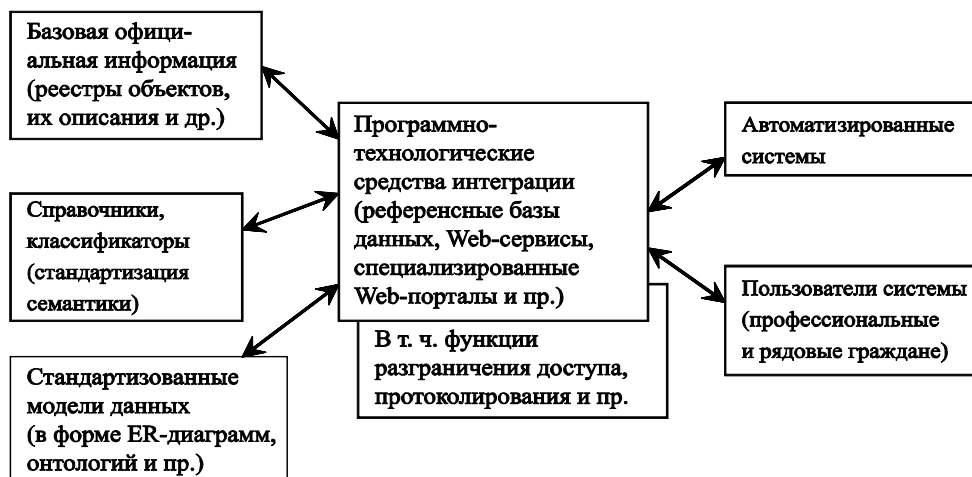 Базовая офици-
альная информация
(реестры объектов,
их описания и др.)
Справочники,
классификаторы
(стандартизация
семантики)
Стандартизованные
модели данных
(в форме ER-диаграмм,
онтологий и пр.)
Программно-
технологические
средства интеграции
(референсные базы
данных, Web-сервисы,
специализированные
Web-порталы и пр.)
В т. ч. функции
разграничения доступа,
протоколирования и пр.
Автоматизированные
системы
Пользователи системы
(профессиональные
и рядовые граждане)